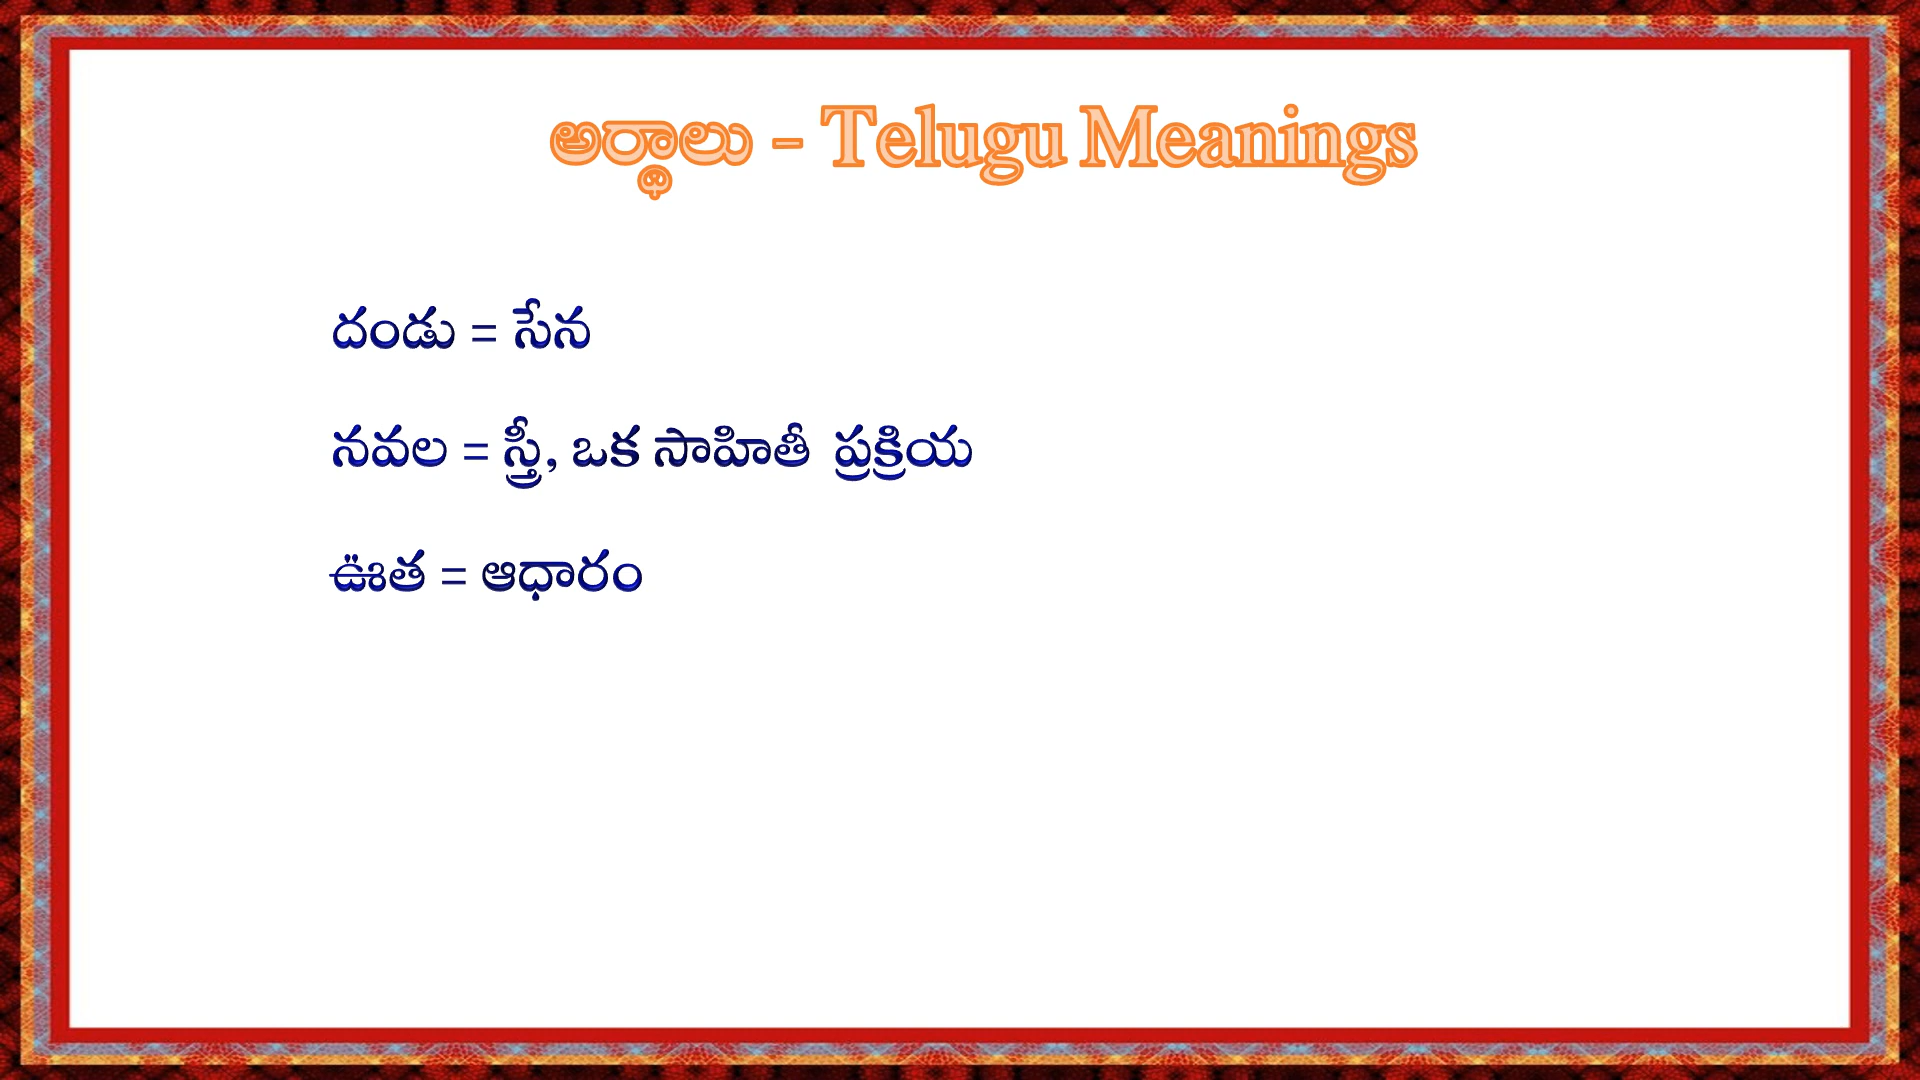 అర్థాలు - Telugu Meanings
దండు = సేన
నవల = స్త్రీ, ఒక సాహితీ ప్రక్రియ
ఊత = ఆధారం